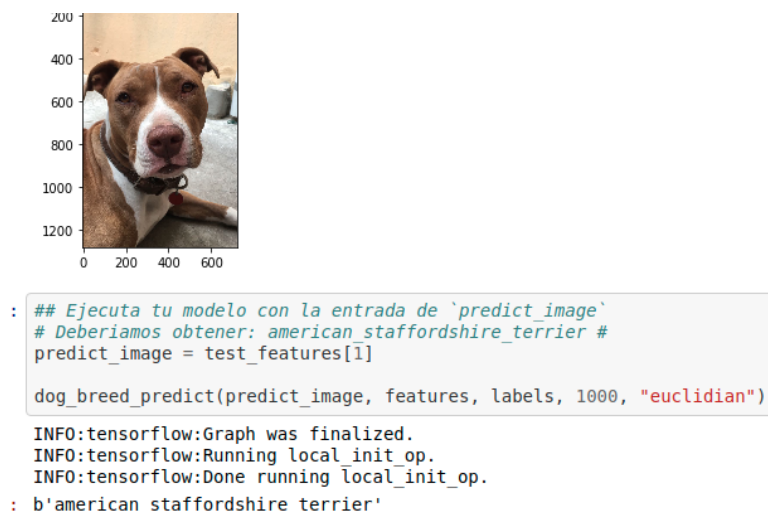 200
400
600
800
1000
1200
0 200 400 600
: ## Ejecuta tu modelo con la entrada de `predict_image`
# Deberiamos obtener: american_staffordshire_terrier #
predict_image = test_features[1]
dog_breed_predict(predict_image, features, labels, 1000, "euclidian")
INFO:tensorflow:Graph was finalized.
INFO:tensorflow:Running local_init_op.
INFO:tensorflow:Done running local_init_op.
: b'american staffordshire terrier'